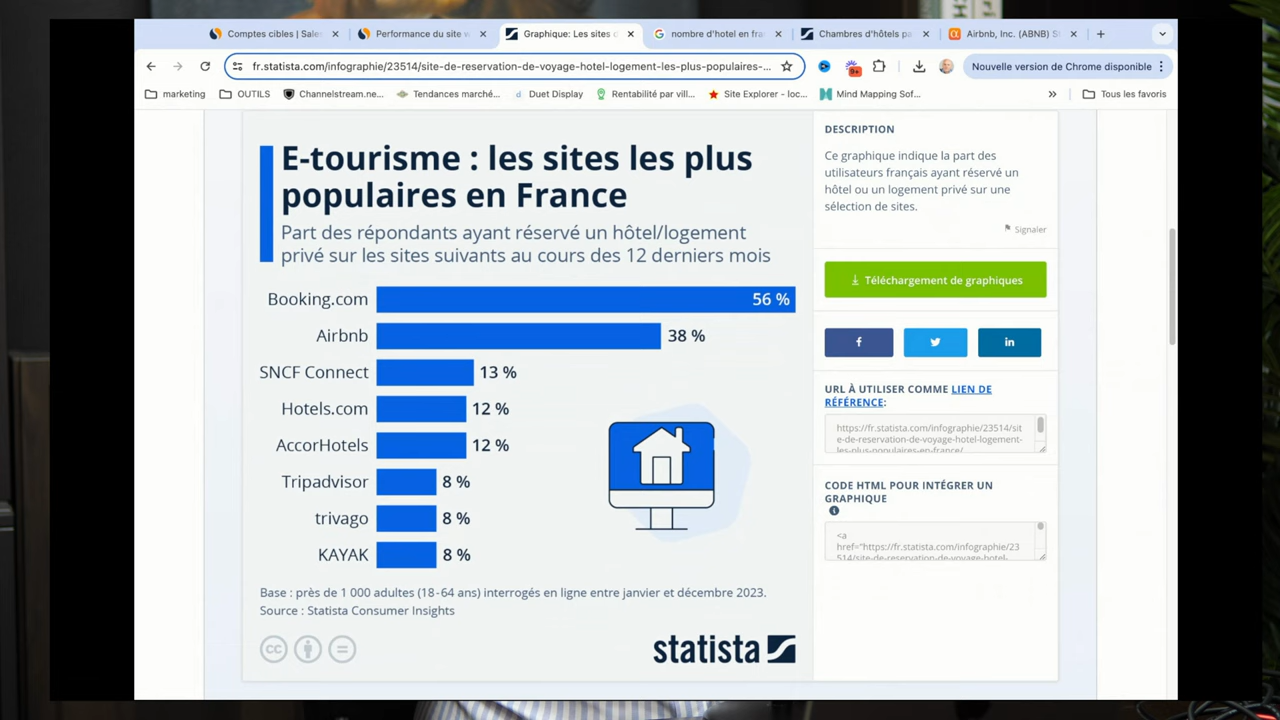 Comptes cibles | Sales
Performance du site w
Graphique: Les sites d
nombre d'hotel en fra
Chambres d'hôtels pa
Airbnb, Inc. (ABNB) S
fr.statista.com/infographie/23514/site-de-reservation-de-voyage-hotel-logement-les-plus-populaires-...
9+
Nouvelle version de Chrome disponible
marketing
OUTILS
Channelstream.ne...
Tendances marché...
Duet Display
Rentabilité par vill...
Site Explorer - loc...
Mind Mapping Sof...
»
Tous les favoris
E-tourisme : les sites les plus
populaires en France
Part des répondants ayant réservé un hôtel/logement
privé sur les sites suivants au cours des 12 derniers mois
Booking.com 56 %
Airbnb 38 %
SNCF Connect 13 %
Hotels.com 12 %
AccorHotels 12 %
Tripadvisor 8 %
trivago 8 %
KAYAK 8 %
Base : près de 1 000 adultes (18-64 ans) interrogés en ligne entre janvier et décembre 2023.
Source : Statista Consumer Insights
cc
statista
DESCRIPTION
Ce graphique indique la part des
utilisateurs français ayant réservé un
hôtel ou un logement privé sur une
sélection de sites.
Signaler
Téléchargement de graphiques
f
in
URL À UTILISER COMME LIEN DE
RÉFÉRENCE:
https://fr.statista.com/infographie/23514/sit
e-de-reservation-de-voyage-hotel-logement-
les-plus-populaires-en-france/
CODE HTML POUR INTÉGRER UN
GRAPHIQUE
<a
href="https://fr.statista.com/infographie/23
514/site-de-reservation-de-voyage-hotel-